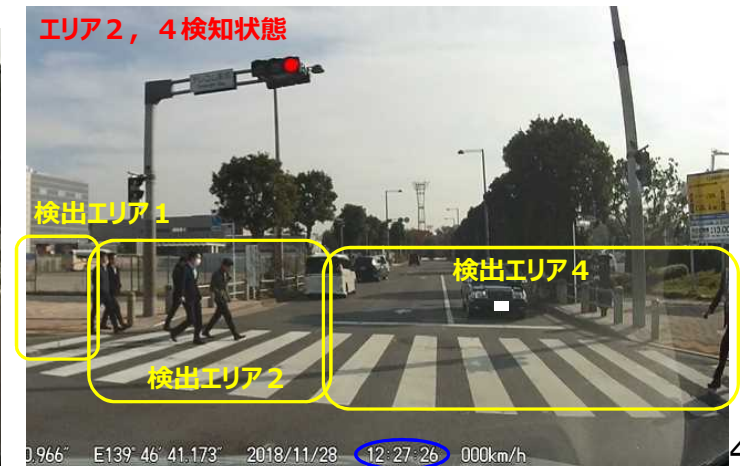 エリア２，４検知状態
検出エリア１
検出エリア４
検出エリア２
0.966″ E139° 46′ 41.173″ 2018/11/28 12:27:26 000km/h
4